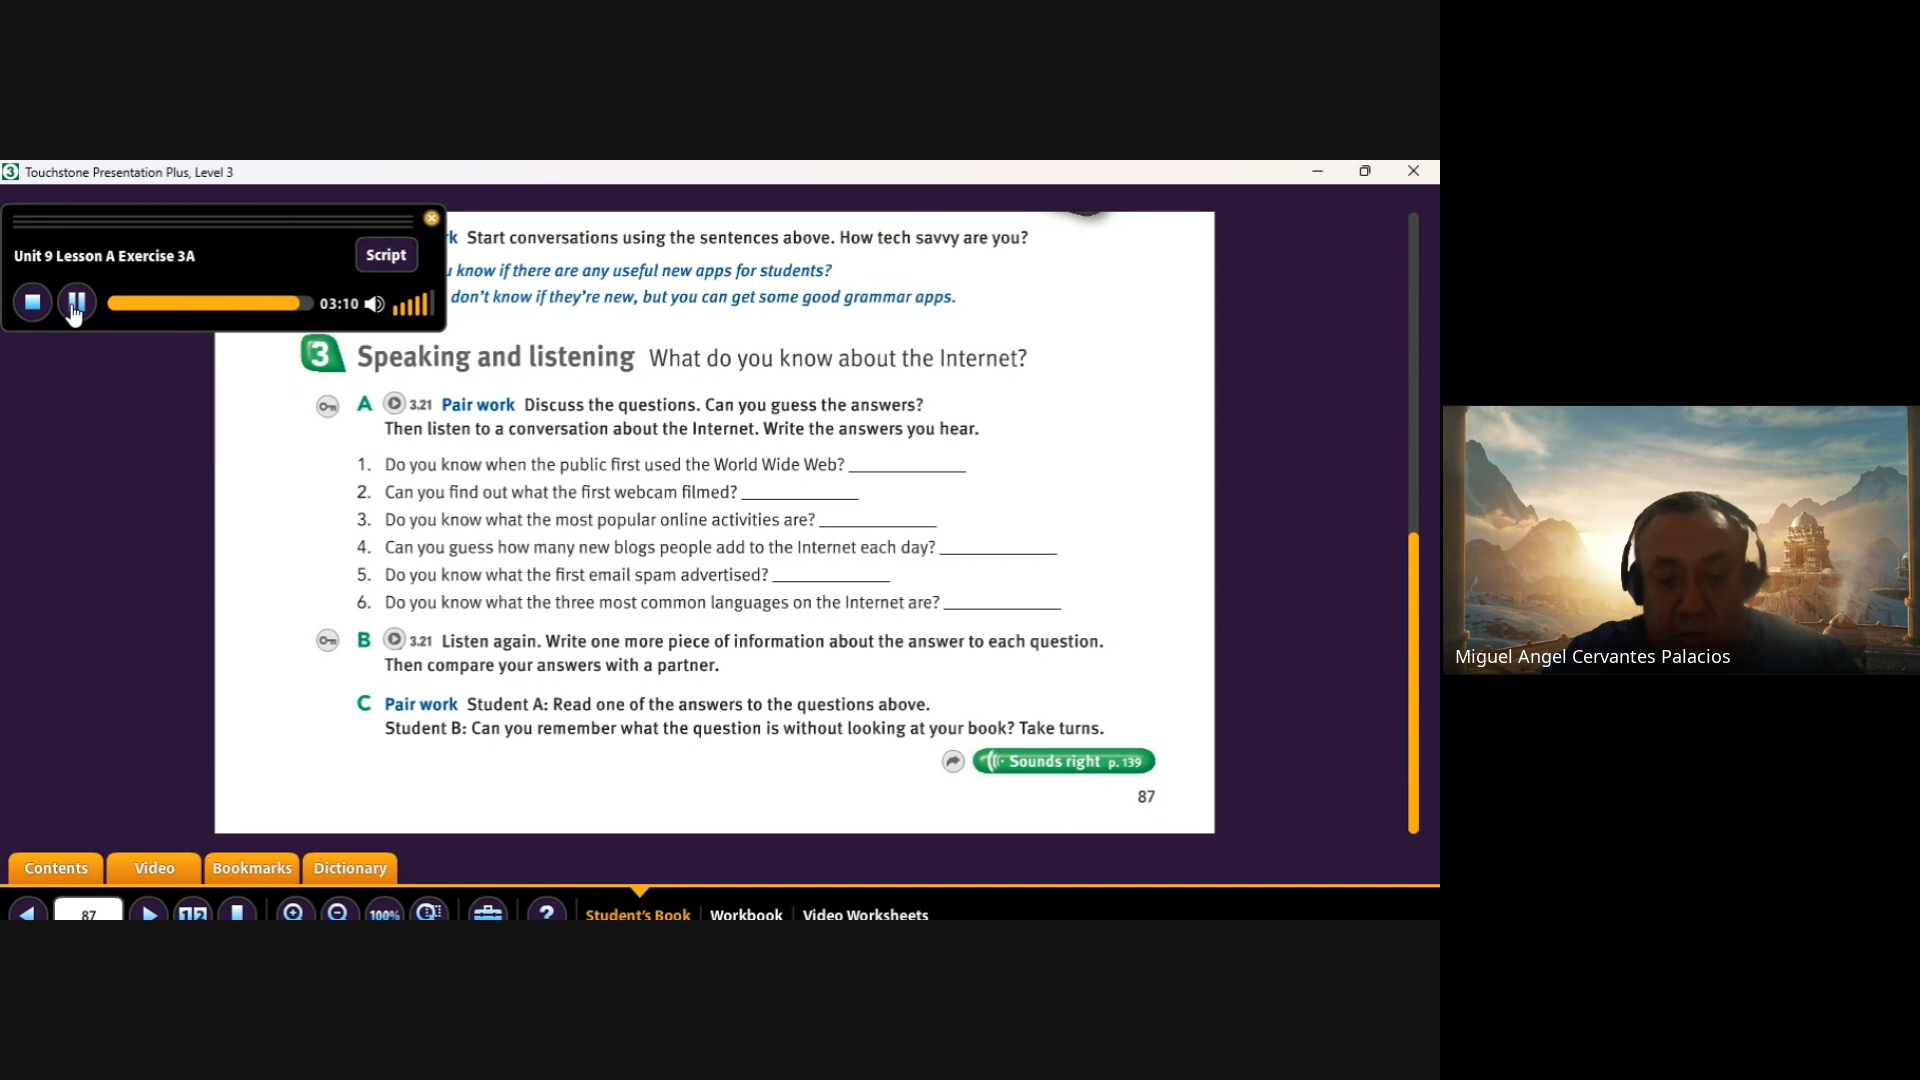 Touchstone Presentation Plus, Level 3
Unit 9 Lesson A Exercise 3A
Script
03:10
Start conversations using the sentences above. How tech savvy are you?
know if there are any useful new apps for students?
don't know if they're new, but you can get some good grammar apps.
3 Speaking and listening What do you know about the Internet?
A 3.21 Pair work Discuss the questions. Can you guess the answers?
Then listen to a conversation about the Internet. Write the answers you hear.
1. Do you know when the public first used the World Wide Web? ____________
2. Can you find out what the first webcam filmed? ____________
3. Do you know what the most popular online activities are? ____________
4. Can you guess how many new blogs people add to the Internet each day? ____________
5. Do you know what the first email spam advertised? ____________
6. Do you know what the three most common languages on the Internet are? ____________
B 3.21 Listen again. Write one more piece of information about the answer to each question.
Then compare your answers with a partner.
C Pair work Student A: Read one of the answers to the questions above.
Student B: Can you remember what the question is without looking at your book? Take turns.
Sounds right p. 139
87
Contents Video Bookmarks Dictionary
87 12 100% ? Student's Book Workbook Video Worksheets
Miguel Angel Cervantes Palacios